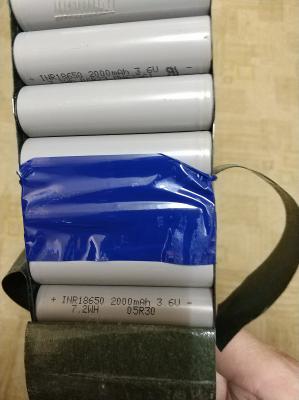 + INR18650 2000mAh 3 6V
+ INR18650 2000mAh 3 6V -
7.2WH 05R30